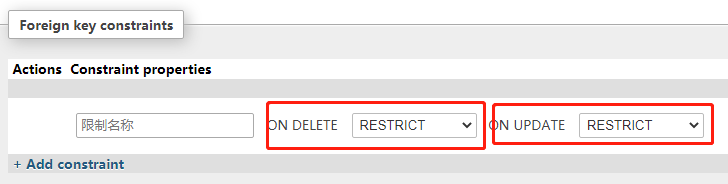 Foreign key constraints
Actions Constraint properties
限制名称 ON DELETE RESTRICT ON UPDATE RESTRICT
+ Add constraint